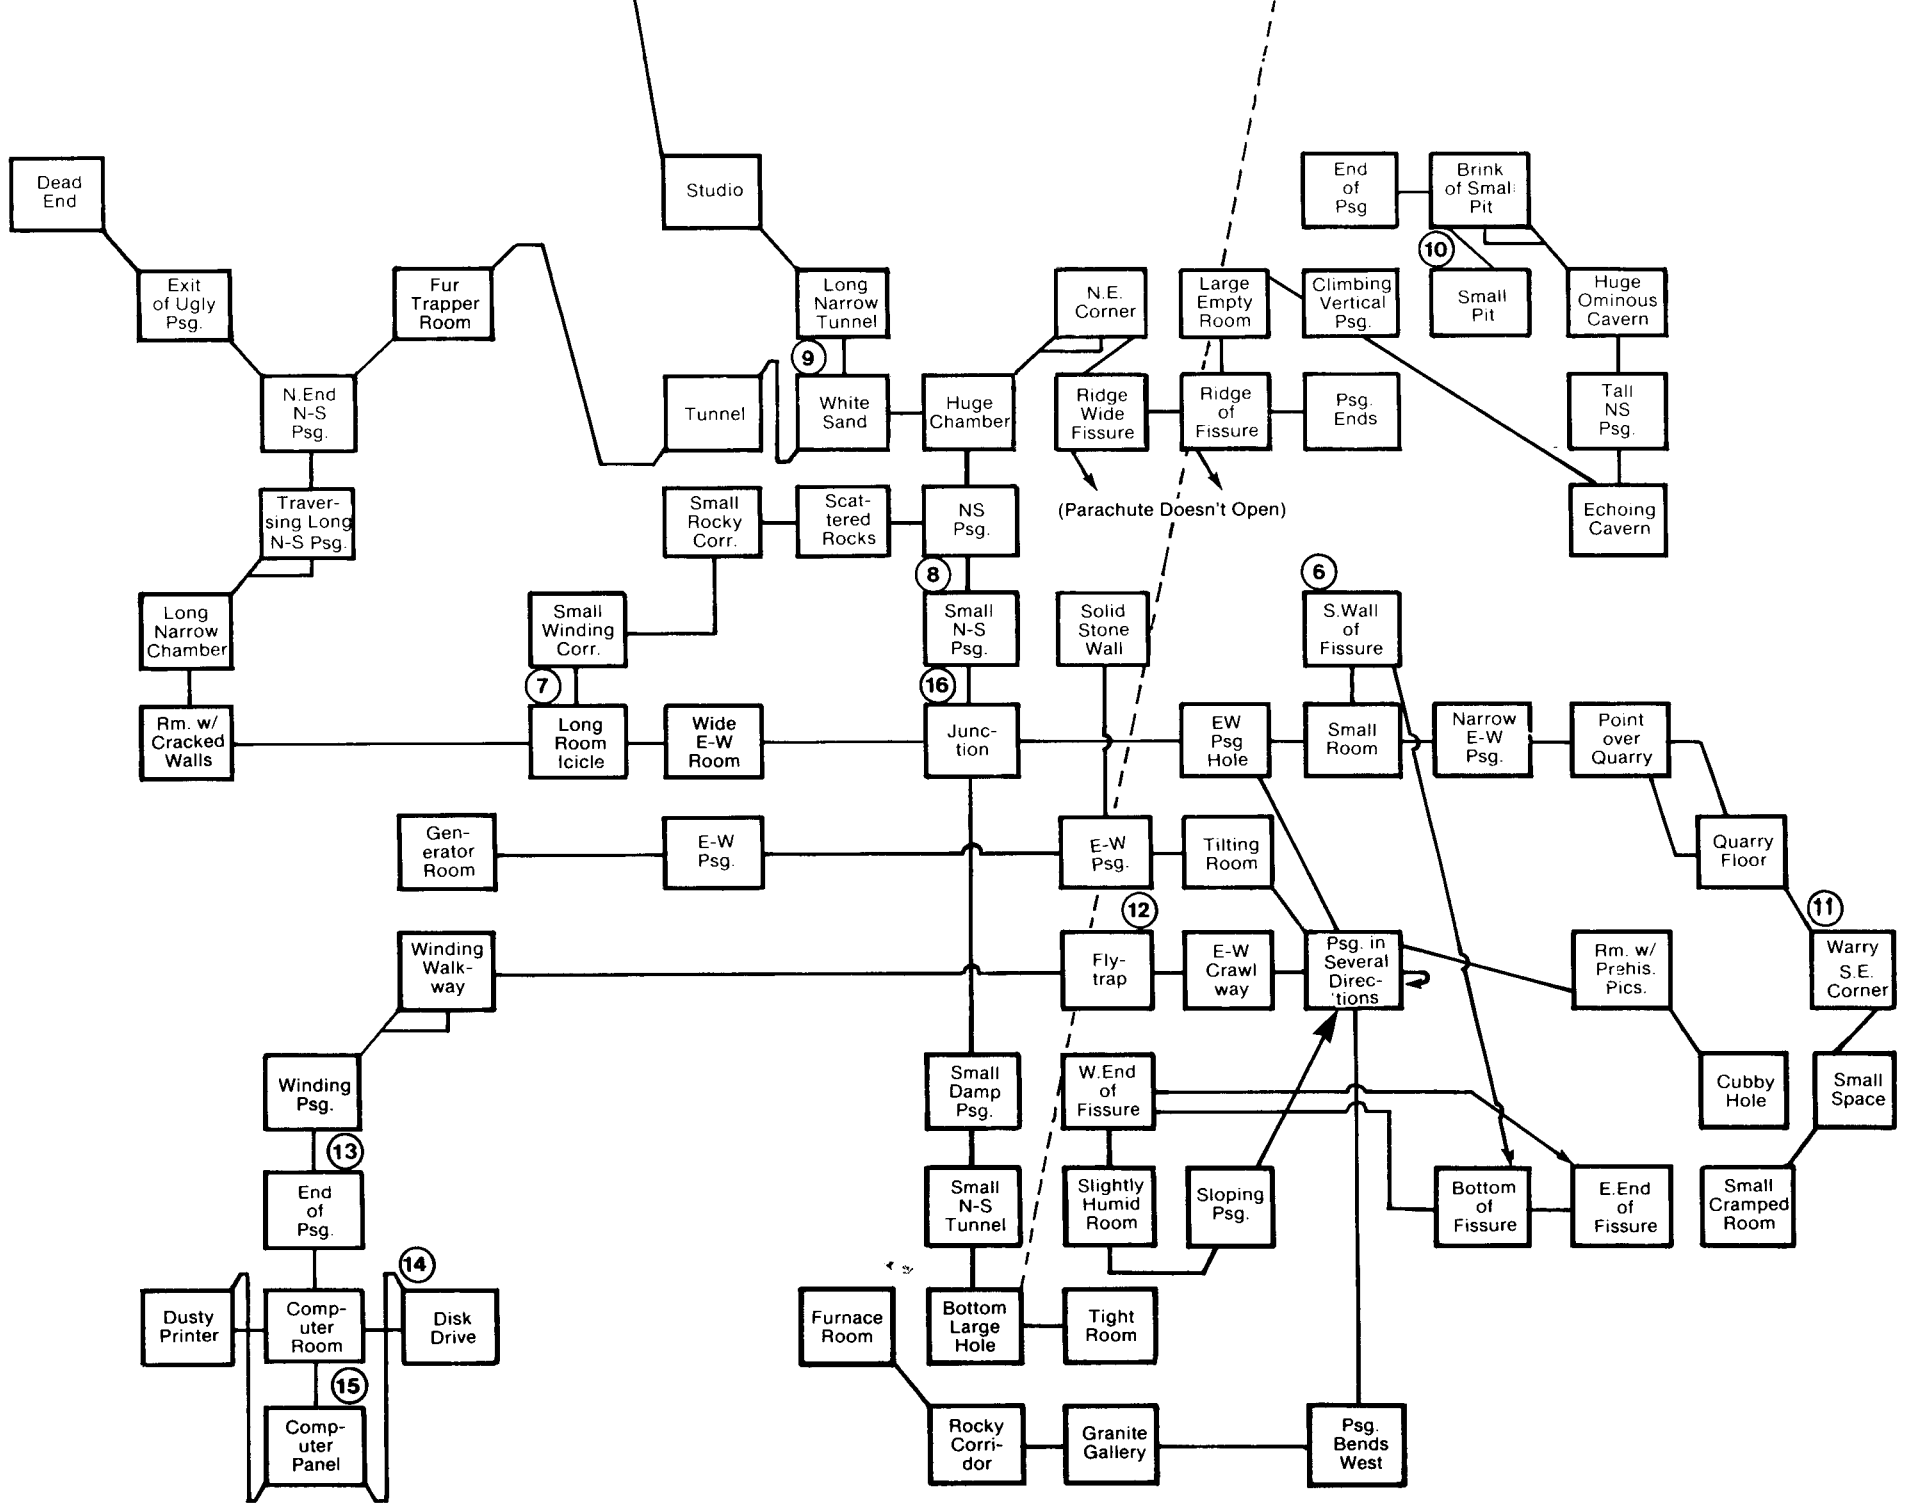 Dead
End
Studio
End
of
Psg
Brink
of Smal
Pit
10
Exit
of Ugly
Psg.
Fur
Trapper
Room
Long
Narrow
Tunnel
N.E.
Corner
Large
Empty
Room
Climbing
Vertical
Psg.
Small
Pit
Huge
Ominous
Cavern
9
N.End
N-S
Psg.
Tunnel
White
Sand
Huge
Chamber
Ridge
Wide
Fissure
Ridge
of
Fissure
Psg.
Ends
Tall
NS
Psg.
Traver-
sing Long
N-S Psg.
Small
Rocky
Corr.
Scat-
tered
Rocks
NS
Psg.
(Parachute Doesn't Open)
Echoing
Cavern
8
6
Long
Narrow
Chamber
Small
Winding
Corr.
Small
N-S
Psg.
Solid
Stone
Wall
S.Wall
of
Fissure
7
16
Rm. w/
Cracked
Walls
Long
Room
Icicle
Wide
E-W
Room
Junc-
tion
EW
Psg
Hole
Small
Room
Narrow
E-W
Psg.
Point
over
Quarry
Gen-
erator
Room
E-W
Psg.
E-W
Psg.
Tilting
Room
Quarry
Floor
12
11
Winding
Walk-
way
Fly-
trap
E-W
Crawl
way
Psg. in
Several
Direc-
tions
Rm. w/
Prehis.
Pics.
Warry
S.E.
Corner
Winding
Psg.
Small
Damp
Psg.
W.End
of
Fissure
Cubby
Hole
Small
Space
13
End
of
Psg.
Small
N-S
Tunnel
Slightly
Humid
Room
Sloping
Psg.
Bottom
of
Fissure
E.End
of
Fissure
Small
Cramped
Room
14
Dusty
Printer
Comp-
uter
Room
Disk
Drive
Furnace
Room
Bottom
Large
Hole
Tight
Room
15
Comp-
uter
Panel
Rocky
Corri-
dor
Granite
Gallery
Psg.
Bends
West